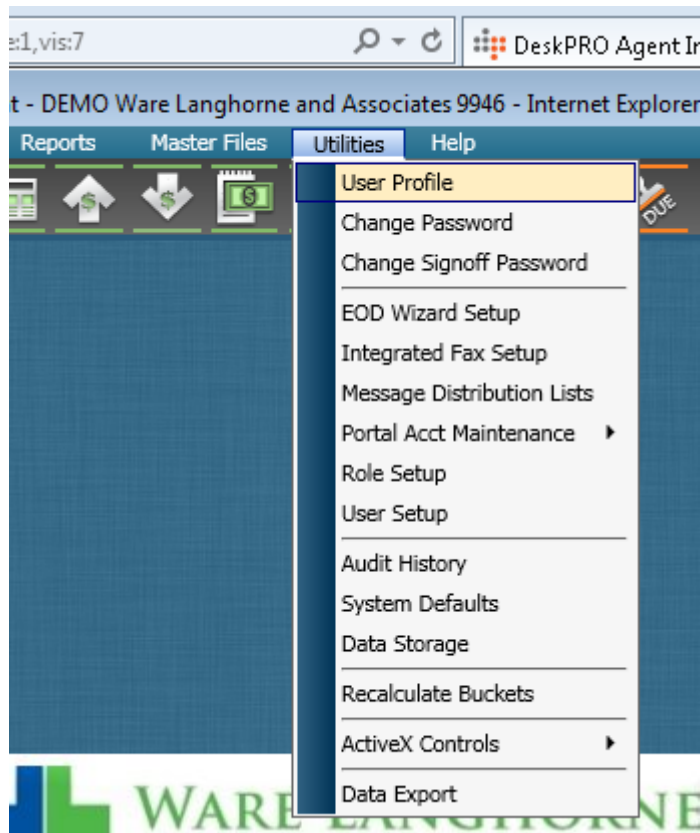 e:1,vis:7
DeskPRO Agent In
t - DEMO Ware Langhorne and Associates 9946 - Internet Explorer
Reports Master Files Utilities Help
DUE
User Profile
Change Password
Change Signoff Password
EOD Wizard Setup
Integrated Fax Setup
Message Distribution Lists
Portal Acct Maintenance
Role Setup
User Setup
Audit History
System Defaults
Data Storage
Recalculate Buckets
ActiveX Controls
Data Export
WARE LANGHORNE